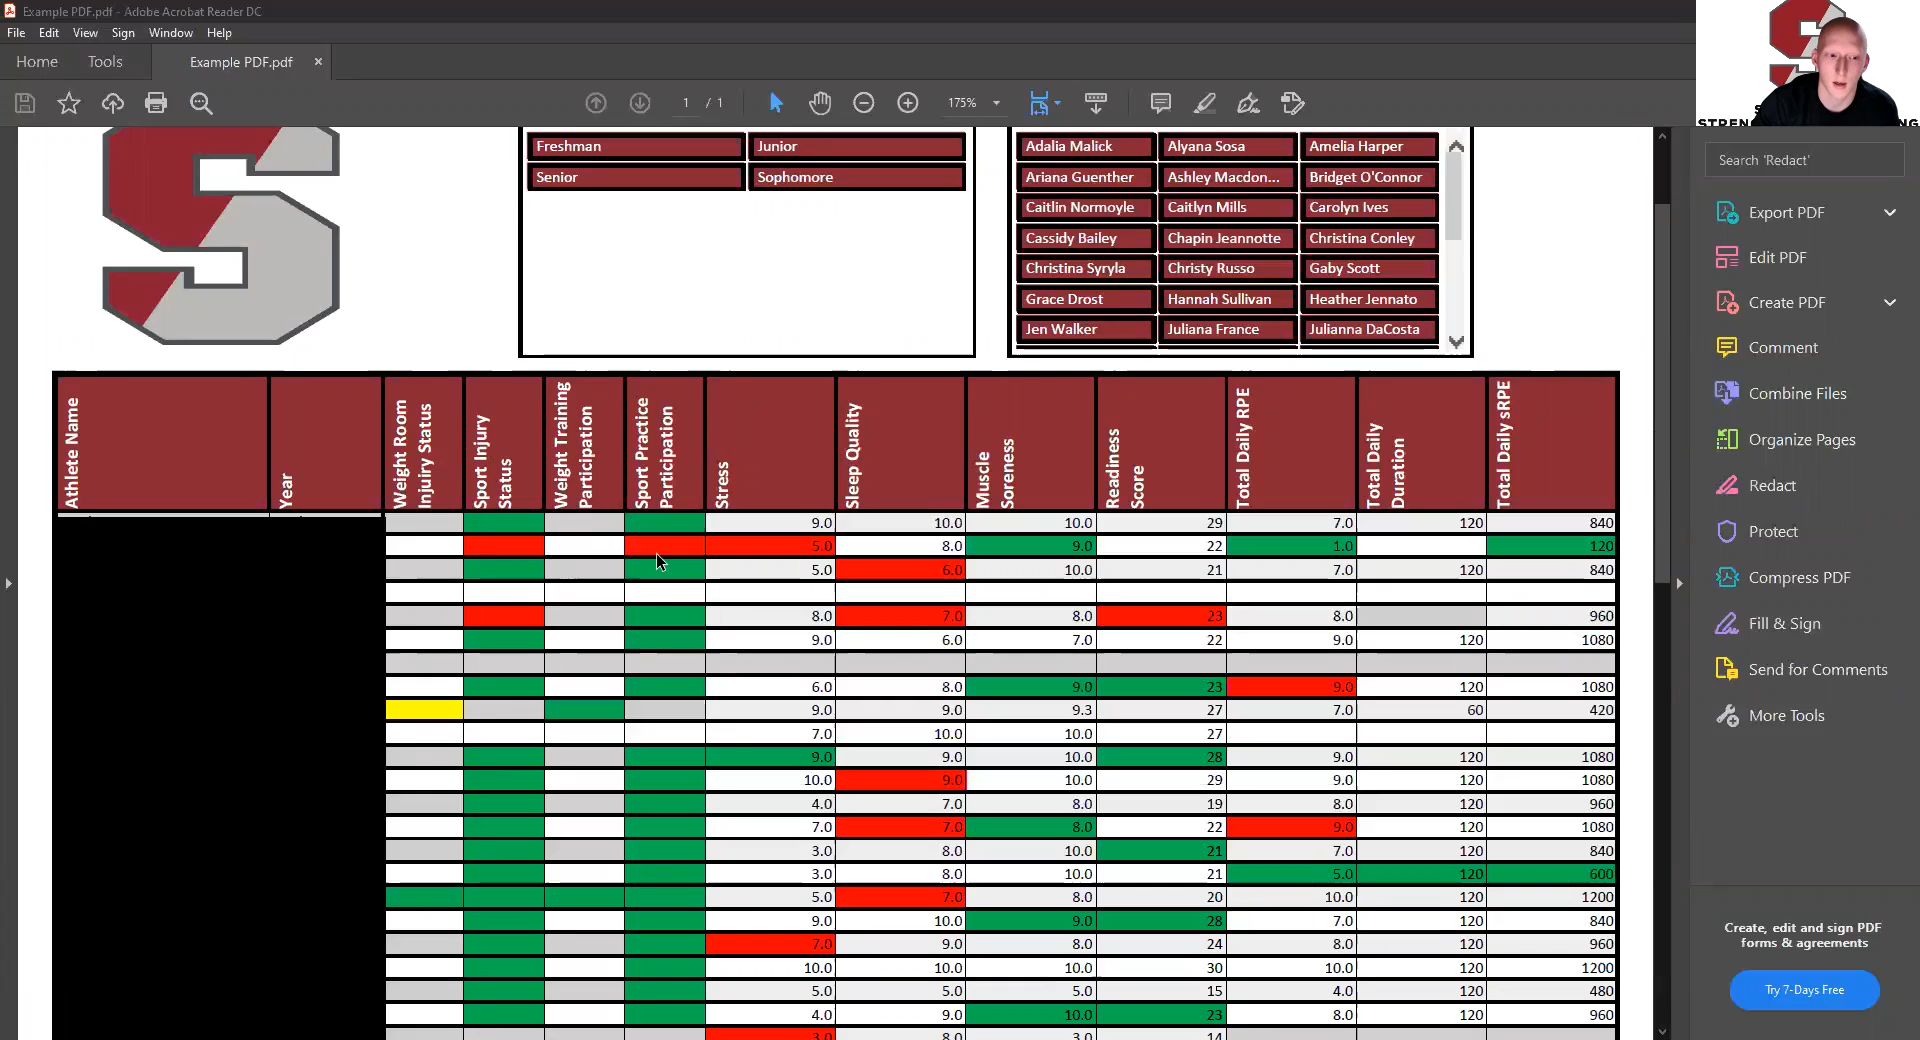 Example PDF.pdf - Adobe Acrobat Reader DC
File Edit View Sign Window Help
Home Tools Example PDF.pdf ×
1 / 1 175%
Freshman Junior
Senior Sophomore
Adalia Malick Alyana Sosa Amelia Harper
Ariana Guenther Ashley Macdon... Bridget O'Connor
Caitlin Normoyle Caitlyn Mills Carolyn Ives
Cassidy Bailey Chapin Jeannotte Christina Conley
Christina Syryla Christy Russo Gaby Scott
Grace Drost Hannah Sullivan Heather Jennato
Jen Walker Juliana France Julianna DaCosta
Athlete Name
Year
Weight Room
Injuiry Status
Sport Injury
Status
Weight Training
Participation
Sport Practice
Participation
Stress
Sleep Quality
Muscle
Soreness
Readiness
Score
Total Daily RPE
Total Daily
Duration
Total Daily sRPE
9.0 10.0 10.0 29 7.0 120 840
5.0 8.0 9.0 22 1.0 120
5.0 6.0 10.0 21 7.0 120 840
8.0 7.0 8.0 23 8.0 960
9.0 6.0 7.0 22 9.0 120 1080
6.0 8.0 9.0 23 9.0 120 1080
9.0 9.0 9.3 27 7.0 60 420
7.0 10.0 10.0 27
9.0 9.0 10.0 28 9.0 120 1080
10.0 9.0 10.0 29 9.0 120 1080
4.0 7.0 8.0 19 8.0 120 960
7.0 7.0 8.0 22 9.0 120 1080
3.0 8.0 10.0 21 7.0 120 840
3.0 8.0 10.0 21 5.0 120 600
5.0 7.0 8.0 20 10.0 120 1200
9.0 10.0 9.0 28 7.0 120 840
7.0 9.0 8.0 24 8.0 120 960
10.0 10.0 10.0 30 10.0 120 1200
5.0 5.0 5.0 15 4.0 120 480
4.0 9.0 10.0 23 8.0 120 960
3.0 8.0 3.0 14
Search 'Redact'
Export PDF
Edit PDF
Create PDF
Comment
Combine Files
Organize Pages
Redact
Protect
Compress PDF
Fill & Sign
Send for Comments
More Tools
Create, edit and sign PDF
forms & agreements
Try 7-Days Free